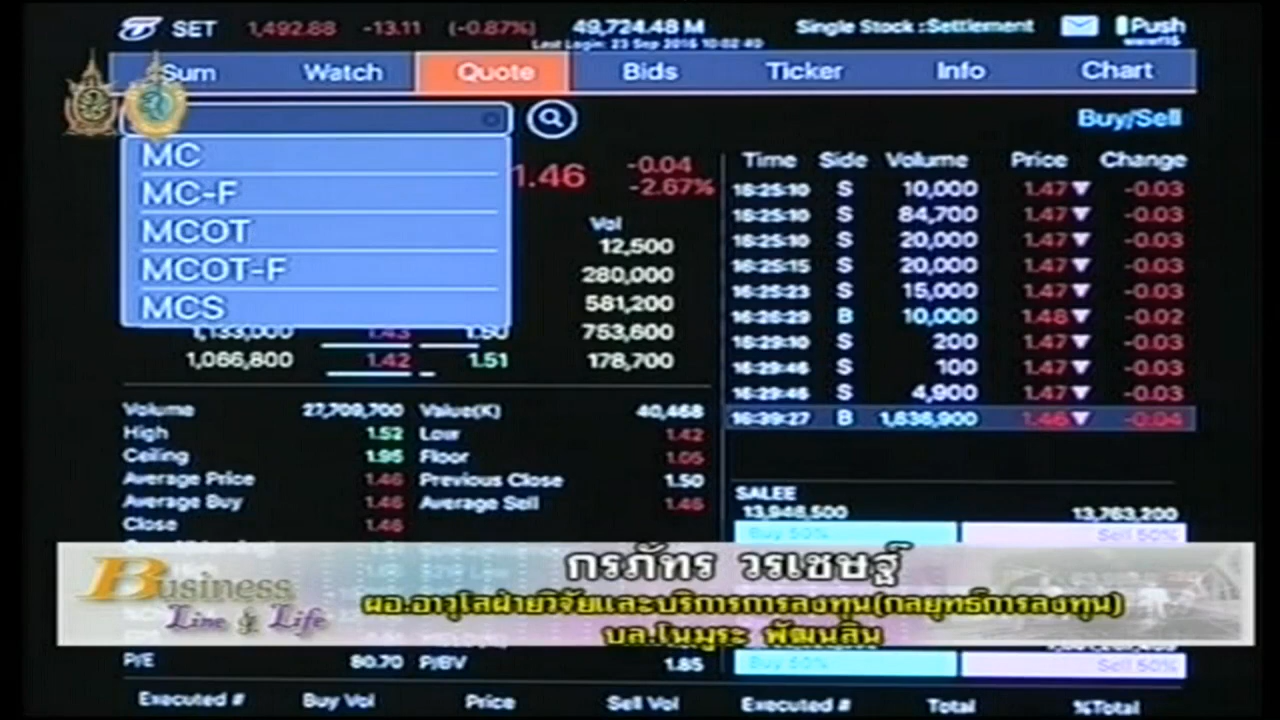 SET 1,492.88 -13.11 (-0.87%) 49,724.48 M Single Stock :Settlement Push
Last Login: 23 Sep 2016 10:02:40
Sum Watch Quote Bids Ticker Info Chart
Buy/Sell
MC
MC-F
MCOT
MCOT-F
MCS
1.46 -0.04
-2.67%
Vol
12,500
280,000
581,200
1,133,000 1.43 1.50 753,600
1,066,800 1.42 1.51 178,700
Time Side Volume Price Change
16:25:10 S 10,000 1.47▼ -0.03
16:25:10 S 84,700 1.47▼ -0.03
16:25:10 S 20,000 1.47▼ -0.03
16:25:15 S 20,000 1.47▼ -0.03
16:25:23 S 15,000 1.47▼ -0.03
16:26:29 B 10,000 1.48▼ -0.02
16:29:10 S 200 1.47▼ -0.03
16:29:46 S 100 1.47▼ -0.03
16:29:46 S 4,900 1.47▼ -0.03
16:39:27 B 1,636,900 1.46▼ -0.04
Volume 27,709,700 Value(K) 40,468
High 1.52 Low 1.42
Ceiling 1.95 Floor 1.05
Average Price 1.46 Previous Close 1.50
Average Buy 1.46 Average Sell 1.46
Close 1.46
SALEE
13,946,500 13,763,200
Buy 50% Sell 50%
Business
Line & Life
กรภัทร วรเชษฐ์
ผอ.อาวุโสฝ่ายวิจัยและบริการการลงทุน(กลยุทธ์การลงทุน)
บล.โนมูระ พัฒนสิน
P/E 80.70 P/BV 1.85
Buy 50% Sell 50%
Executed # Buy Vol Price Sell Vol Executed # Total %Total